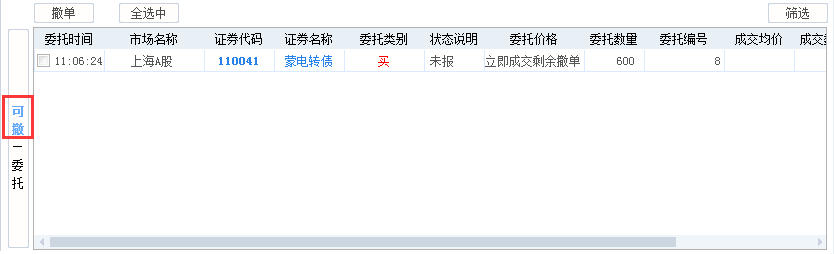 撤单 全选中 筛选
委托时间 市场名称 证券代码 证券名称 委托类别 状态说明 委托价格 委托数量 委托编号 成交均价
11:06:24 上海A股 110041 蒙电转债 买 未报 立即成交剩余撤单 600 8
可
撤
委
托